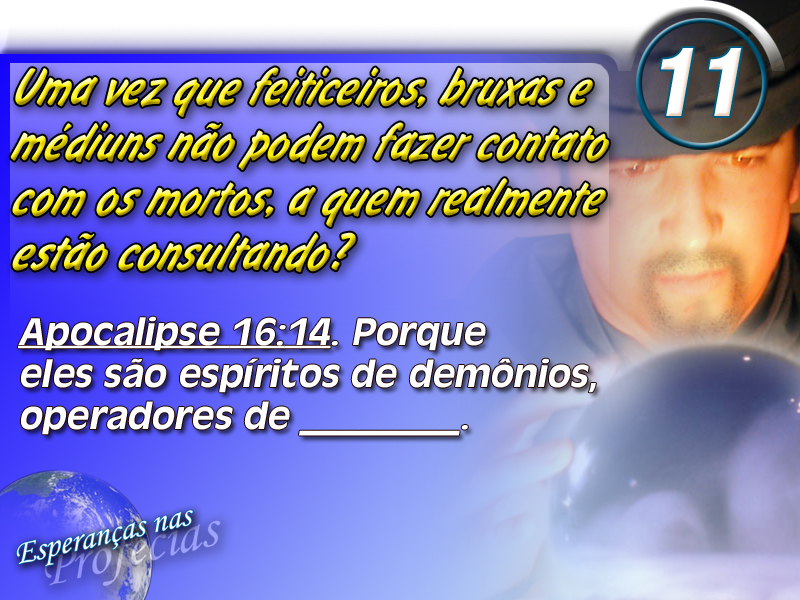 11
Uma vez que feiticeiros, bruxas e
médiuns não podem fazer contato
com os mortos, a quem realmente
estão consultando?
Apocalipse 16:14. Porque
eles são espíritos de demônios,
operadores de ________.
Esperanças nas
Profecias